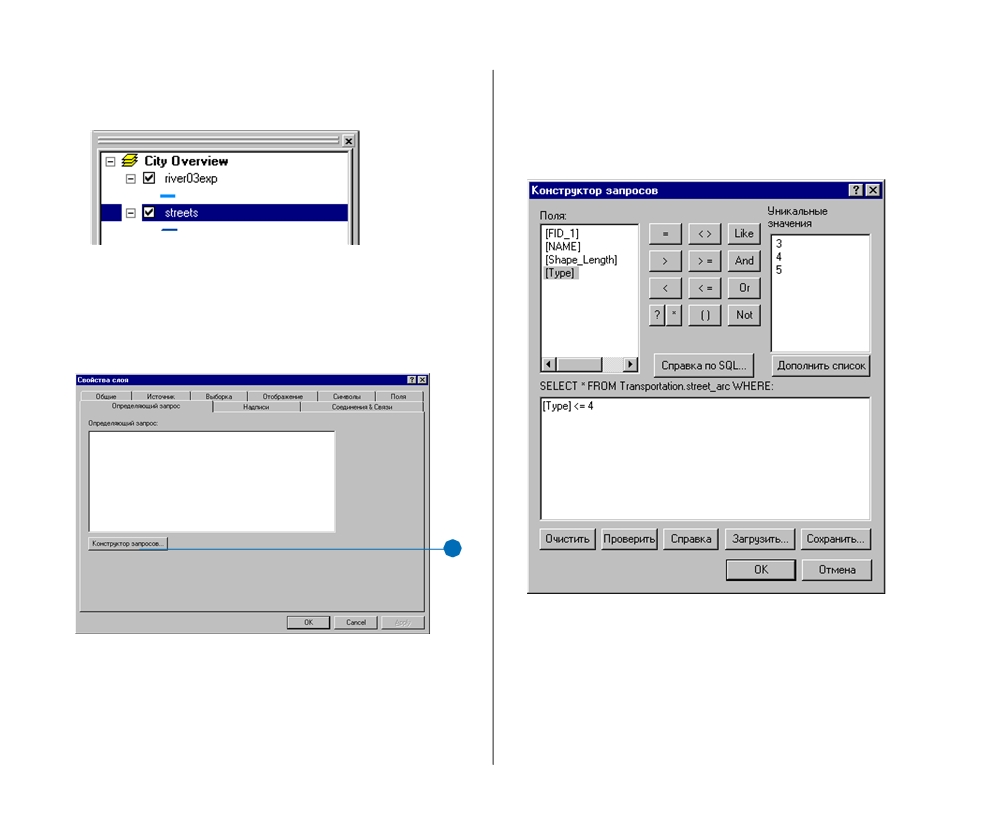 City Overview
river03exp
streets
Свойства слоя
Общие Источник Выборка Отображение Символы Поля
Определяющий запрос Надписи Соединения & Связи
Определяющий запрос:
Конструктор запросов...
OK Cancel Apply
Конструктор запросов
Поля:
Уникальные
значения
[FID_1]
[NAME]
[Shape_Length]
[Type]
= < > Like
> > = And
< < = Or
? * ( ) Not
3
4
5
Справка по SQL... Дополнить список
SELECT * FROM Transportation.street_arc WHERE:
[Type] <= 4
Очистить Проверить Справка Загрузить... Сохранить...
OK Отмена